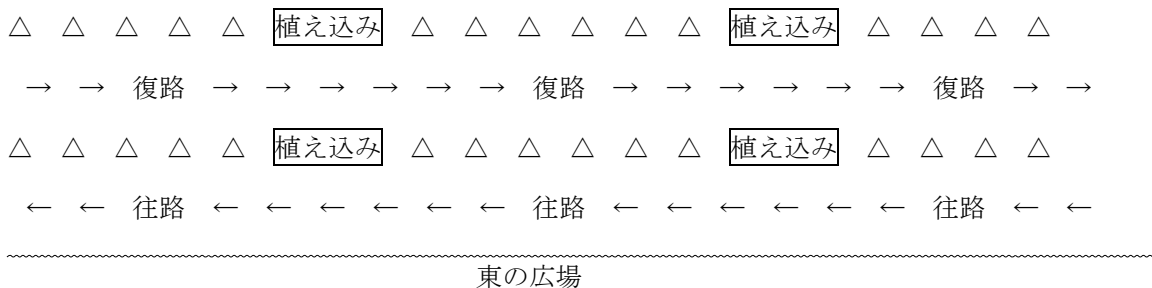 △ △ △ △ △ 植え込み △ △ △ △ △ △ 植え込み △ △ △ △
→ → 復路 → → → → → → 復路 → → → → → → 復路 → →
△ △ △ △ △ 植え込み △ △ △ △ △ △ 植え込み △ △ △ △
← ← 往路 ← ← ← ← ← ← 往路 ← ← ← ← ← ← 往路 ← ←
東の広場